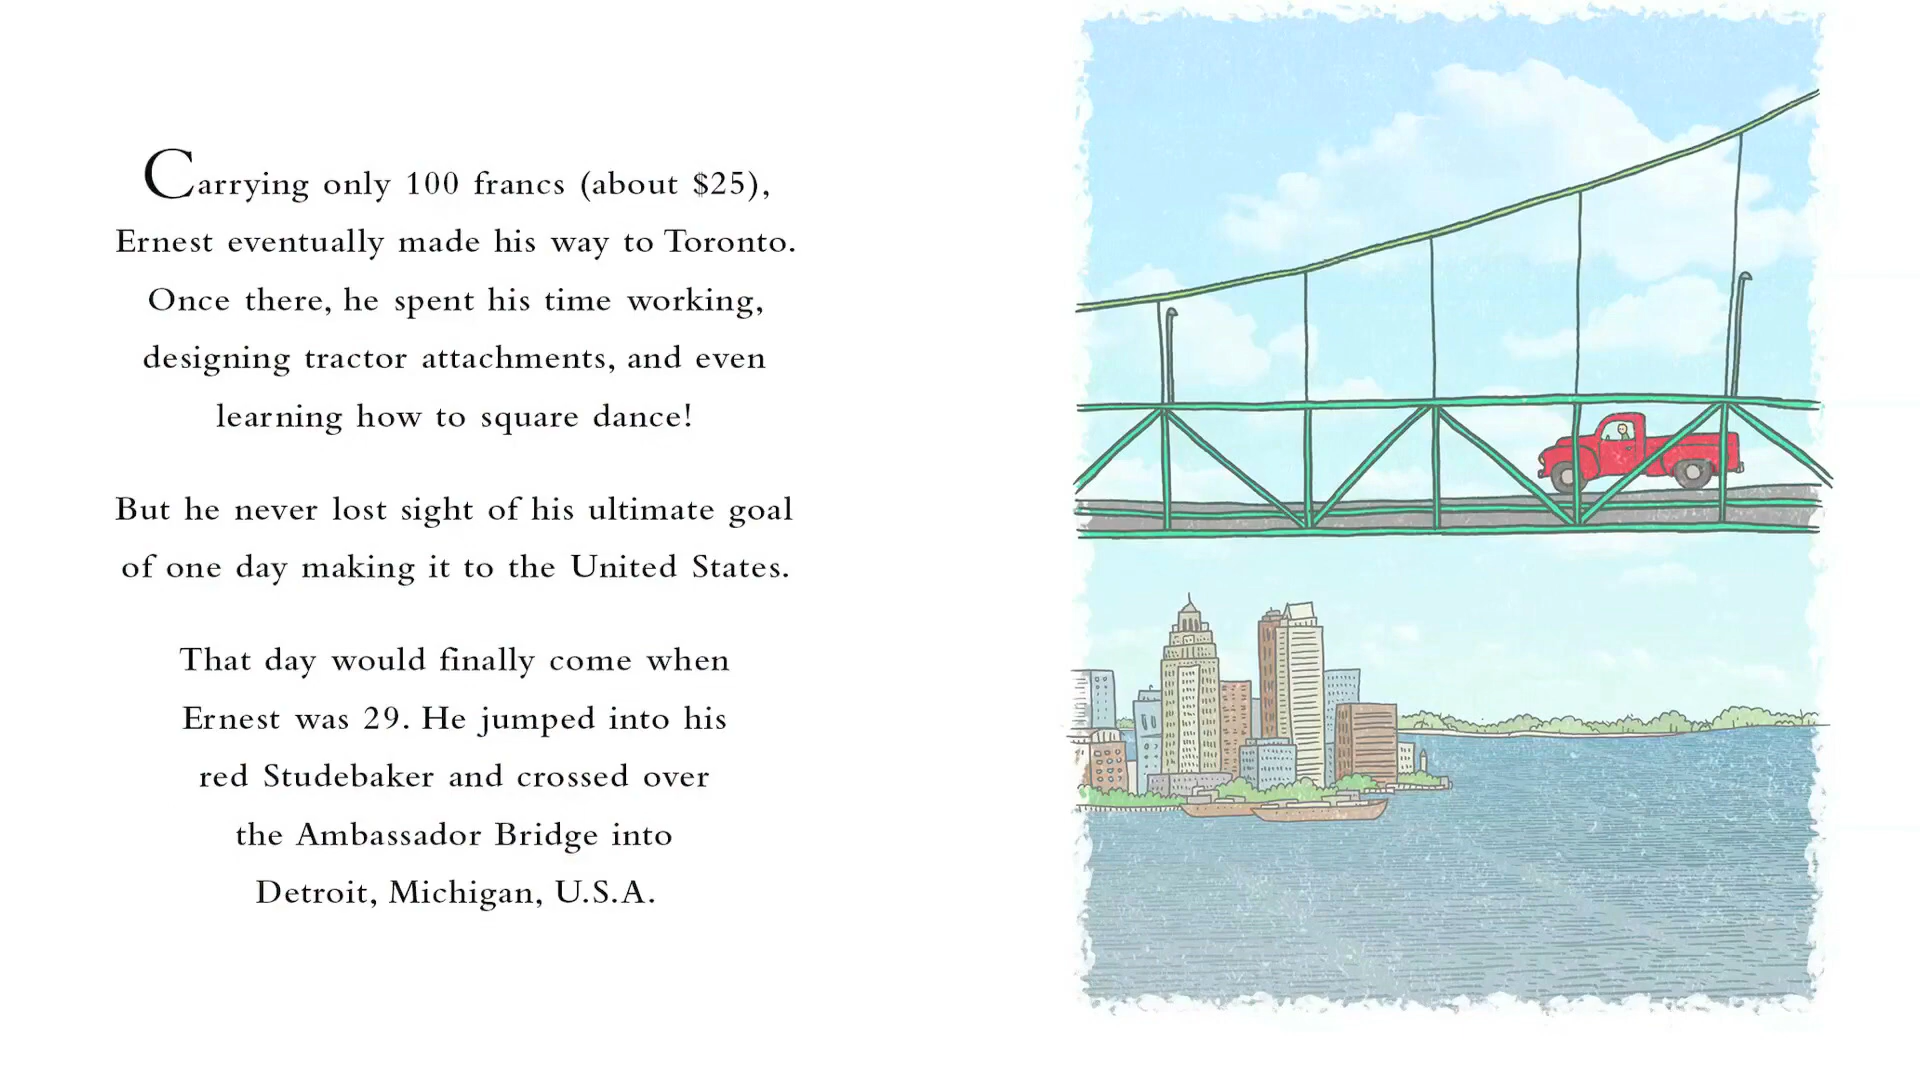 Carrying only 100 francs (about $25),
Ernest eventually made his way to Toronto.
Once there, he spent his time working,
designing tractor attachments, and even
learning how to square dance!
But he never lost sight of his ultimate goal
of one day making it to the United States.
That day would finally come when
Ernest was 29. He jumped into his
red Studebaker and crossed over
the Ambassador Bridge into
Detroit, Michigan, U.S.A.